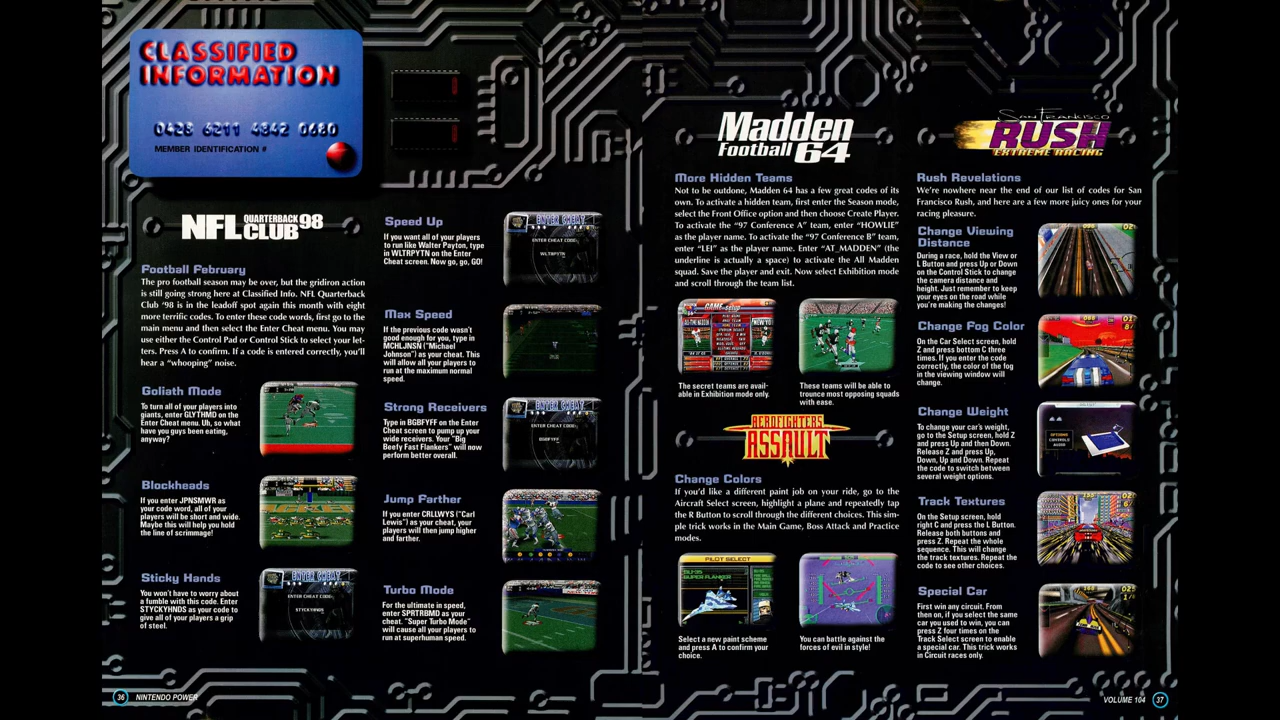 CLASSIFIED
INFORMATION
0428 6211 4342 0680
MEMBER IDENTIFICATION #
NFL QUARTERBACK
CLUB 98
Football February
The pro football season may be over, but the gridiron action
is still going strong here at Classified Info. NFL Quarterback
Club '98 is in the leadoff spot again this month with eight
more terrific codes. To enter these code words, first go to the
main menu and then select the Enter Cheat menu. You may
use either the Control Pad or Control Stick to select your let-
ters. Press A to confirm. If a code is entered correctly, you'll
hear a "whooping" noise.
Goliath Mode
To turn all of your players into
giants, enter GLYTHMD on the
Enter Cheat menu. Uh, so what
have you guys been eating,
anyway?
Blockheads
If you enter JPNSMWR as
your code word, all of your
players will be short and wide.
Maybe this will help you hold
the line of scrimmage!
Sticky Hands
You won't have to worry about
a fumble with this code. Enter
STYCKYHNDS as your code to
give all of your players a grip
of steel.
ENTER CHEAT
ENTER CHEAT CODE:
STYCKYHNDS
Speed Up
If you want all of your players
to run like Walter Payton, type
in WLTRPYTN on the Enter
Cheat screen. Now go, go, GO!
ENTER CHEAT
ENTER CHEAT CODE:
WLTRPYTN
Max Speed
If the previous code wasn't
good enough for you, type in
MCHLJNSN ("Michael
Johnson") as your cheat. This
will allow all your players to
run at the maximum normal
speed.
Strong Receivers
Type in BGBFYFF on the Enter
Cheat screen to pump up your
wide receivers. Your "Big
Beefy Fast Flankers" will now
perform better overall.
ENTER CHEAT
ENTER CHEAT CODE:
BGBFYFF
Jump Farther
If you enter CRLLWYS ("Carl
Lewis") as your cheat, your
players will then jump higher
and farther.
Turbo Mode
For the ultimate in speed,
enter SPRTRBMD as your
cheat. "Super Turbo Mode"
will cause all your players to
run at superhuman speed.
36 NINTENDO POWER
Madden
Football 64
More Hidden Teams
Not to be outdone, Madden 64 has a few great codes of its
own. To activate a hidden team, first enter the Season mode,
select the Front Office option and then choose Create Player.
To activate the "97 Conference A" team, enter "HOWLIE"
as the player name. To activate the "97 Conference B" team,
enter "LEI" as the player name. Enter "AT_MADDEN" (the
underline is actually a space) to activate the All Madden
squad. Save the player and exit. Now select Exhibition mode
and scroll through the team list.
GAME SETUP
The secret teams are avail-
able in Exhibition mode only.
These teams will be able to
trounce most opposing squads
with ease.
AEROFIGHTERS
ASSAULT
Change Colors
If you'd like a different paint job on your ride, go to the
Aircraft Select screen, highlight a plane and repeatedly tap
the R Button to scroll through the different choices. This sim-
ple trick works in the Main Game, Boss Attack and Practice
modes.
PILOT SELECT
SU-35
SUPER FLANKER
Select a new paint scheme
and press A to confirm your
choice.
You can battle against the
forces of evil in style!
SAN FRANCISCO
RUSH
EXTREME RACING
Rush Revelations
We're nowhere near the end of our list of codes for San
Francisco Rush, and here are a few more juicy ones for your
racing pleasure.
Change Viewing
Distance
During a race, hold the View or
L Button and press Up or Down
on the Control Stick to change
the camera distance and
height. Just remember to keep
your eyes on the road while
you're making the changes!
Change Fog Color
On the Car Select screen, hold
Z and press bottom C three
times. If you enter the code
correctly, the color of the fog
in the viewing window will
change.
Change Weight
To change your car's weight,
go to the Setup screen, hold Z
and press Up and then Down.
Release Z and press Up,
Down, Up and Down. Repeat
the code to switch between
several weight options.
SETUP
OPTIONS
CONTROLS
AUDIO
Track Textures
On the Setup screen, hold
right C and press the L Button.
Release both buttons and
press Z. Repeat the whole
sequence. This will change
the track textures. Repeat the
code to see other choices.
Special Car
First win any circuit. From
then on, if you select the same
car you used to win, you can
press Z four times on the
Track Select screen to enable
a special car. This trick works
in Circuit races only.
VOLUME 104 37